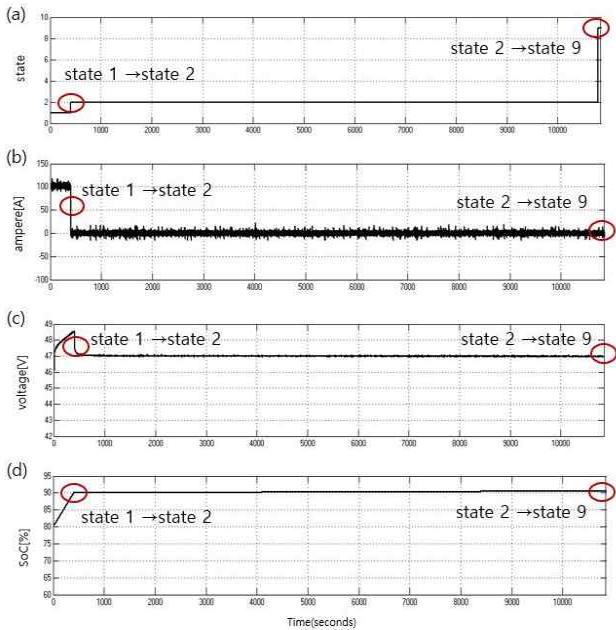 (a)
10
8
6
4
2
0
state
state 1 →state 2
state 2 →state 9
0 1000 2000 3000 4000 5000 6000 7000 8000 9000 10000
(b)
150
100
50
0
-50
-100
ampere[A]
state 1 →state 2
state 2 →state 9
0 1000 2000 3000 4000 5000 6000 7000 8000 9000 10000
(c)
49
48
47
46
45
44
43
42
voltage[V]
state 1 →state 2
state 2 →state 9
0 1000 2000 3000 4000 5000 6000 7000 8000 9000 10000
(d)
95
90
85
80
75
70
65
60
SoC[%]
state 1 →state 2
state 2 →state 9
0 1000 2000 3000 4000 5000 6000 7000 8000 9000 10000
Time(seconds)